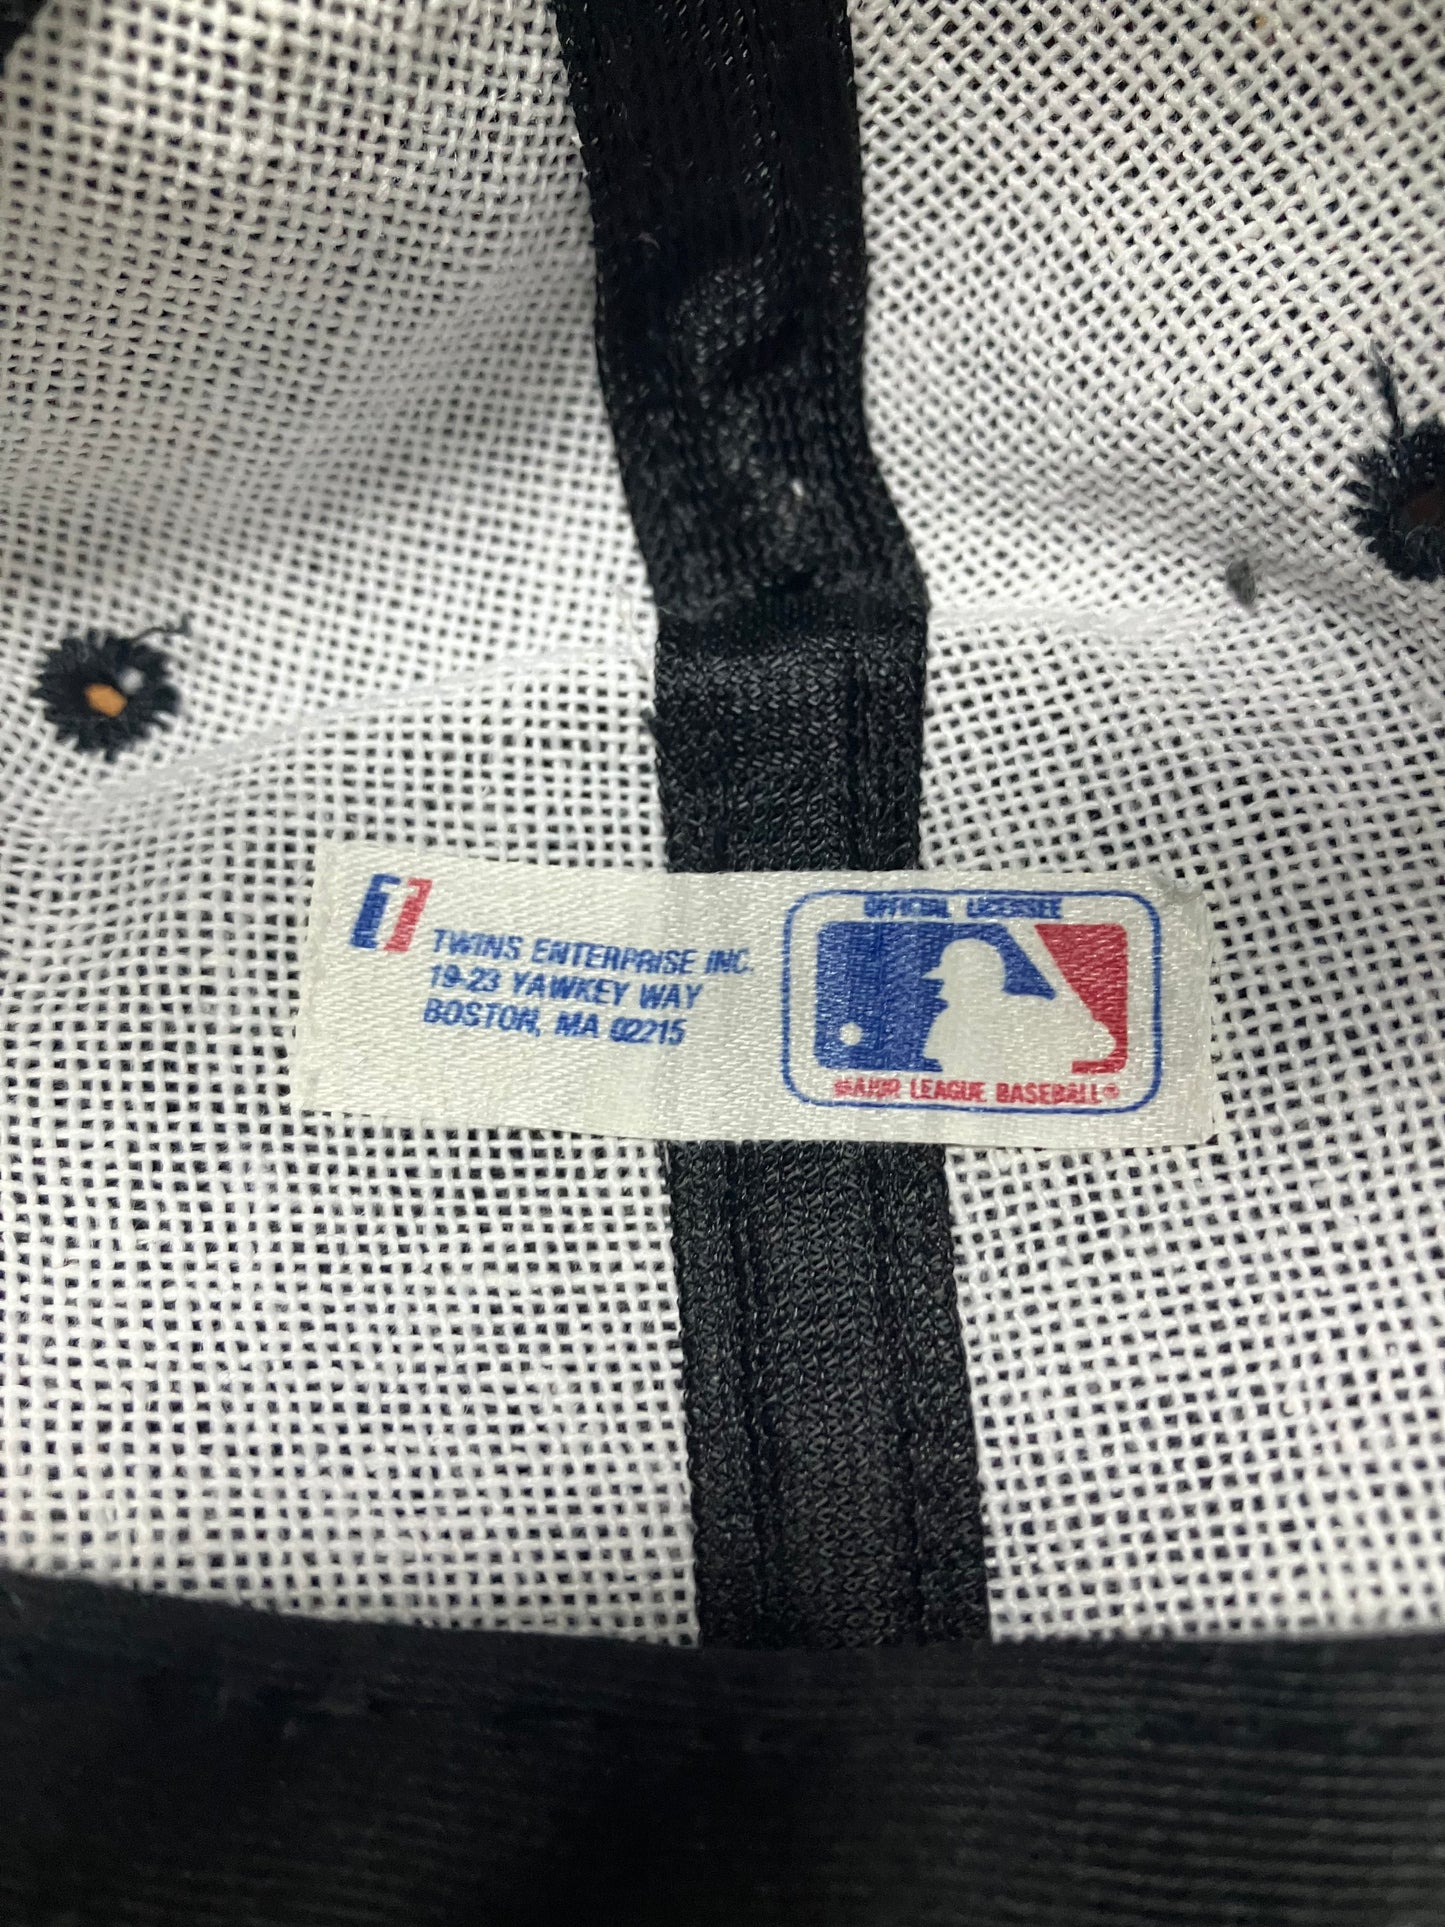 TWINS ENTERPRISE INC.
19-23 YAWKEY WAY
BOSTON, MA 02215
OFFICIAL LICENSEE
MAJOR LEAGUE BASEBALL®